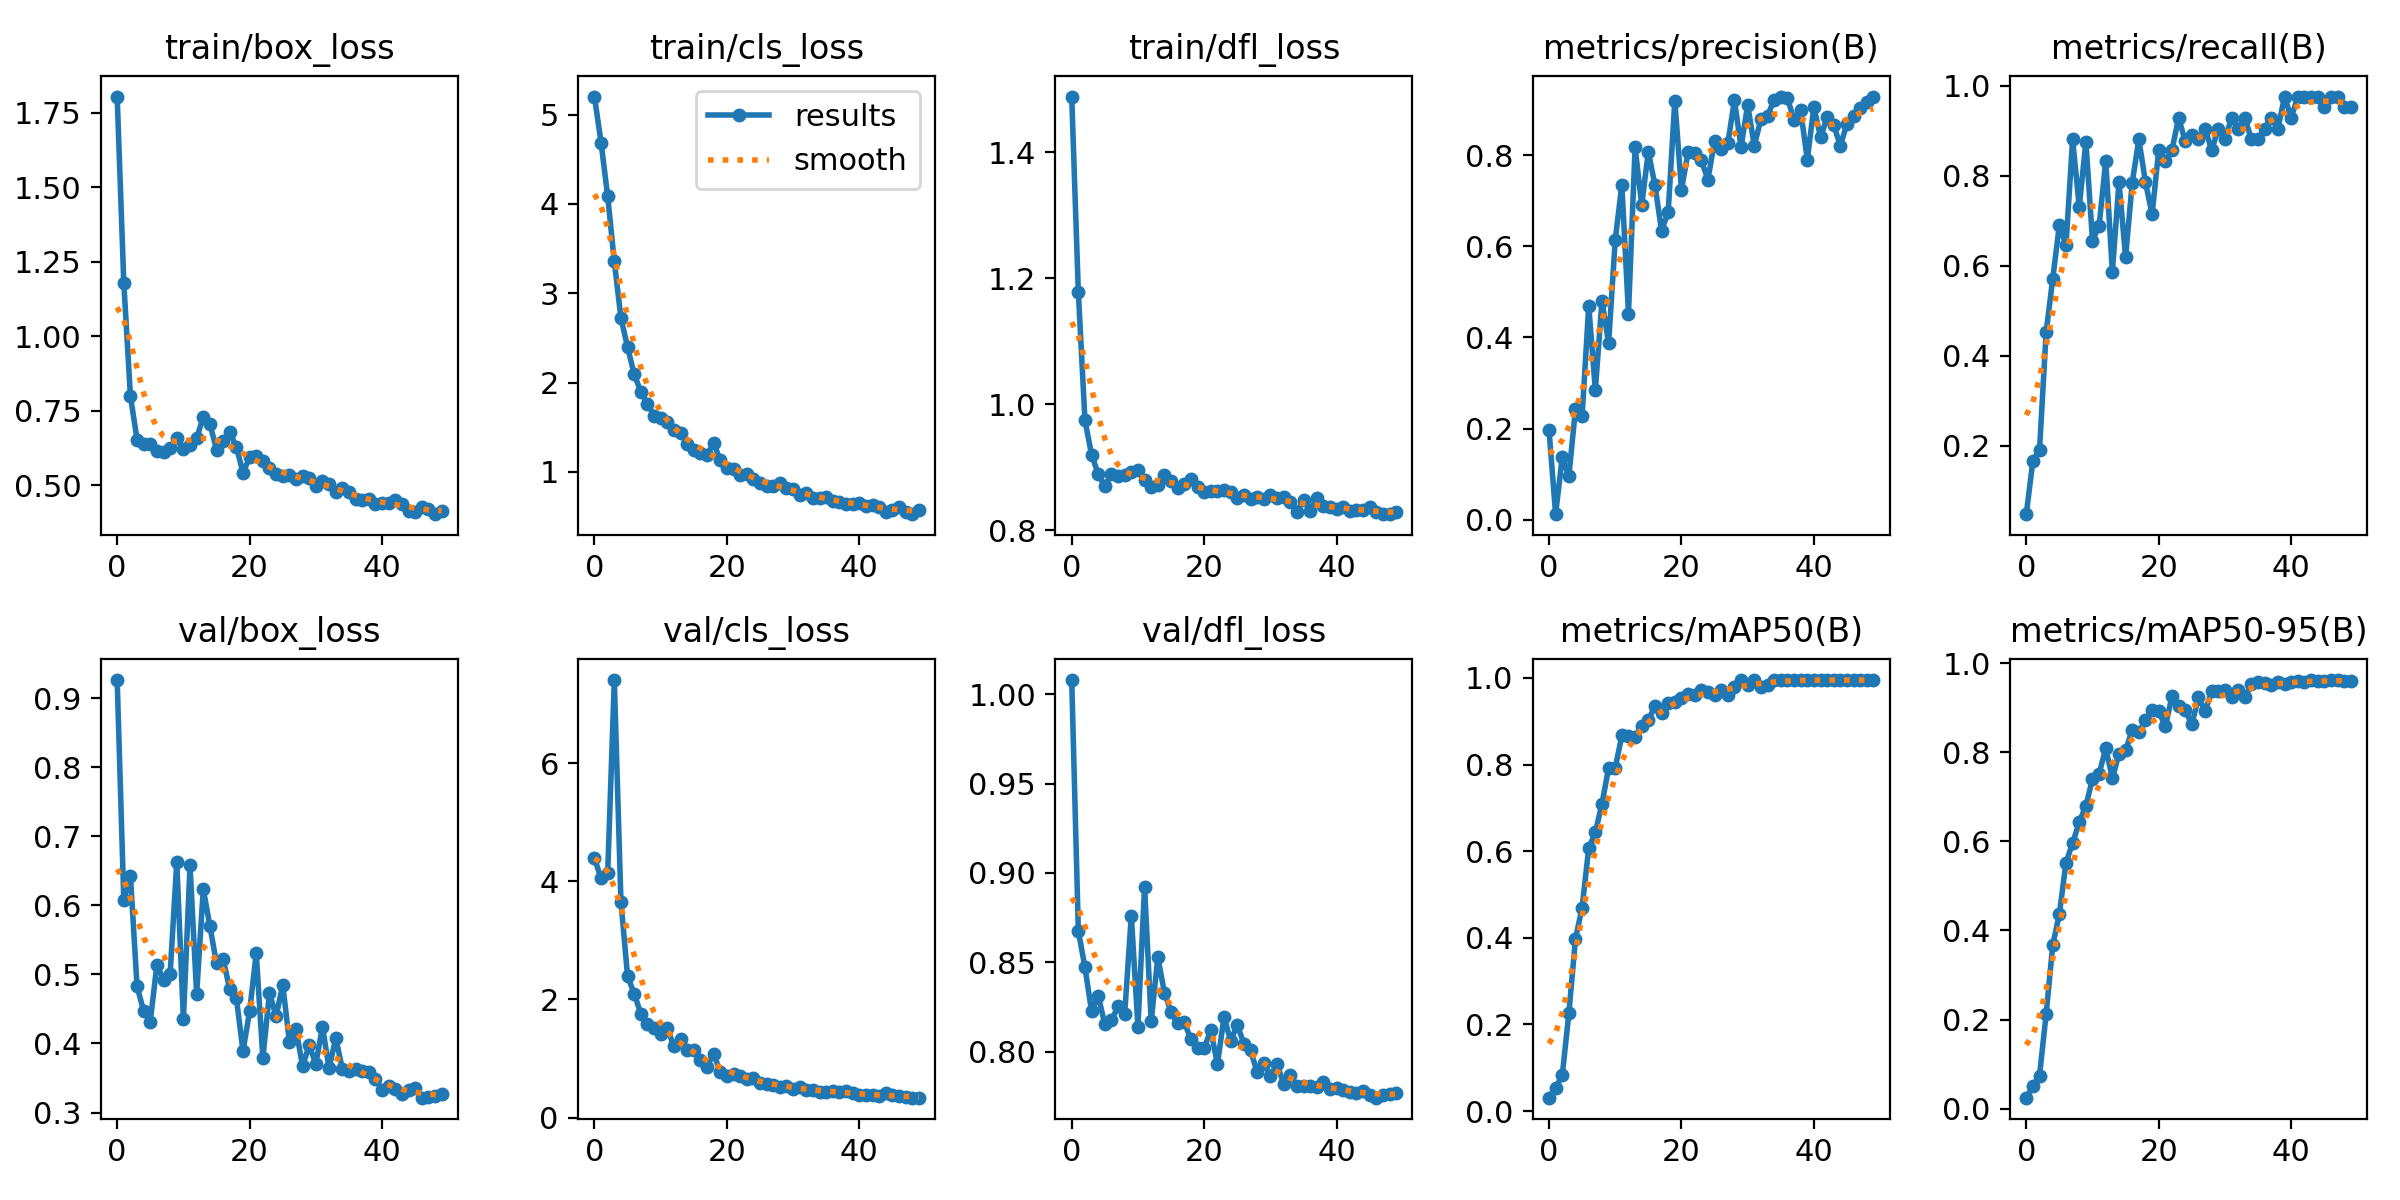 train/box_loss
1.75
1.50
1.25
1.00
0.75
0.50
0 20 40
train/cls_loss
results
smooth
5
4
3
2
1
0 20 40
train/dfl_loss
1.4
1.2
1.0
0.8
0 20 40
metrics/precision(B)
0.8
0.6
0.4
0.2
0.0
0 20 40
metrics/recall(B)
1.0
0.8
0.6
0.4
0.2
0 20 40
val/box_loss
0.9
0.8
0.7
0.6
0.5
0.4
0.3
0 20 40
val/cls_loss
6
4
2
0
0 20 40
val/dfl_loss
1.00
0.95
0.90
0.85
0.80
0 20 40
metrics/mAP50(B)
1.0
0.8
0.6
0.4
0.2
0.0
0 20 40
metrics/mAP50-95(B)
1.0
0.8
0.6
0.4
0.2
0.0
0 20 40